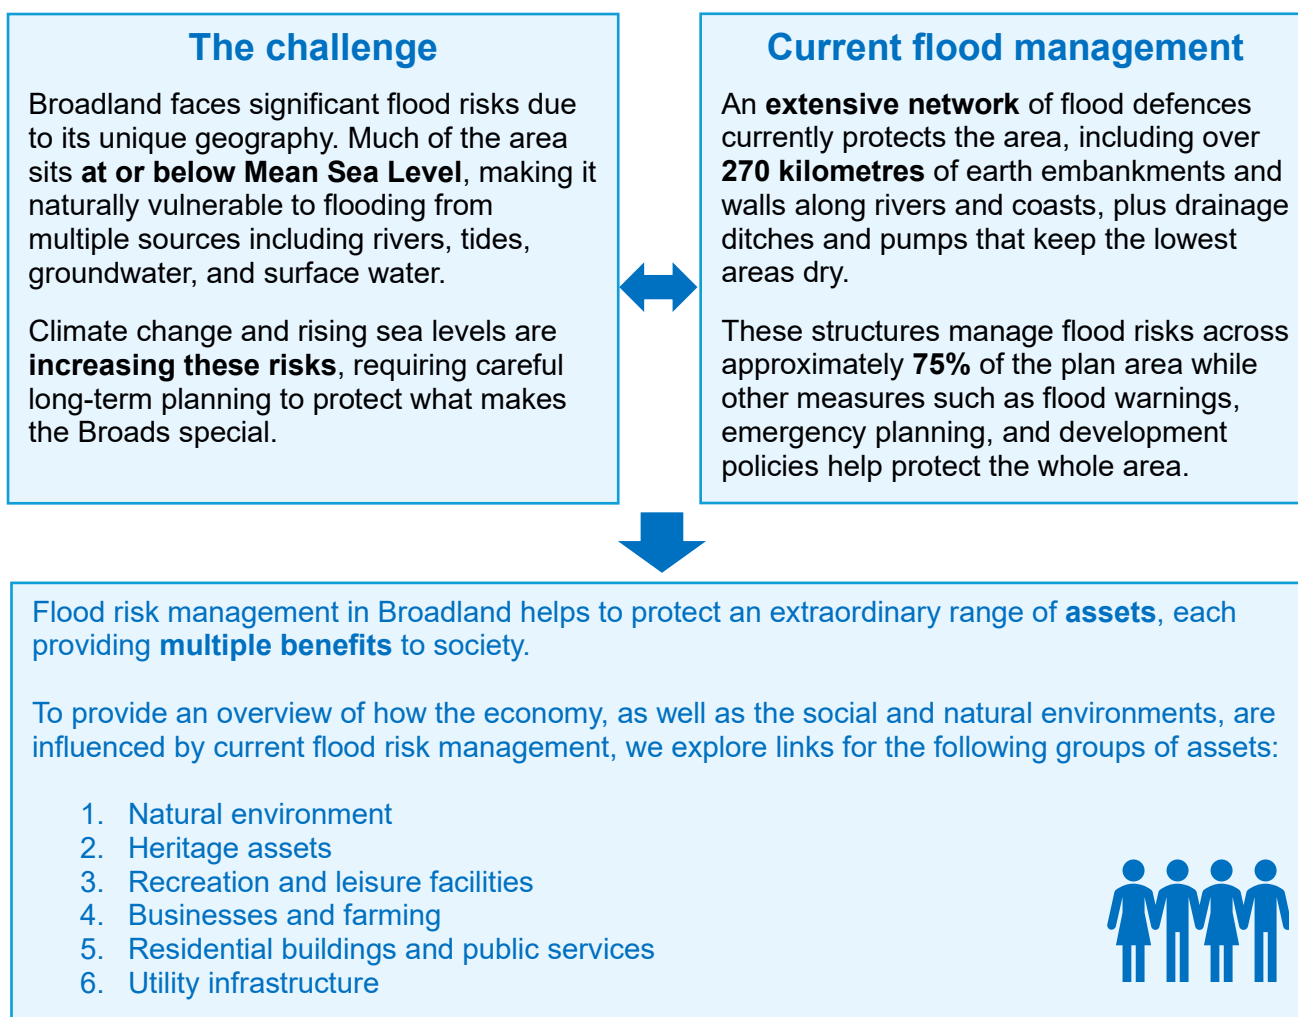 The challenge
Broadland faces significant flood risks due
to its unique geography. Much of the area
sits at or below Mean Sea Level, making it
naturally vulnerable to flooding from
multiple sources including rivers, tides,
groundwater, and surface water.
Climate change and rising sea levels are
increasing these risks, requiring careful
long-term planning to protect what makes
the Broads special.
Current flood management
An extensive network of flood defences
currently protects the area, including over
270 kilometres of earth embankments and
walls along rivers and coasts, plus drainage
ditches and pumps that keep the lowest
areas dry.
These structures manage flood risks across
approximately 75% of the plan area while
other measures such as flood warnings,
emergency planning, and development
policies help protect the whole area.
Flood risk management in Broadland helps to protect an extraordinary range of assets, each
providing multiple benefits to society.
To provide an overview of how the economy, as well as the social and natural environments, are
influenced by current flood risk management, we explore links for the following groups of assets:
1. Natural environment
2. Heritage assets
3. Recreation and leisure facilities
4. Businesses and farming
5. Residential buildings and public services
6. Utility infrastructure